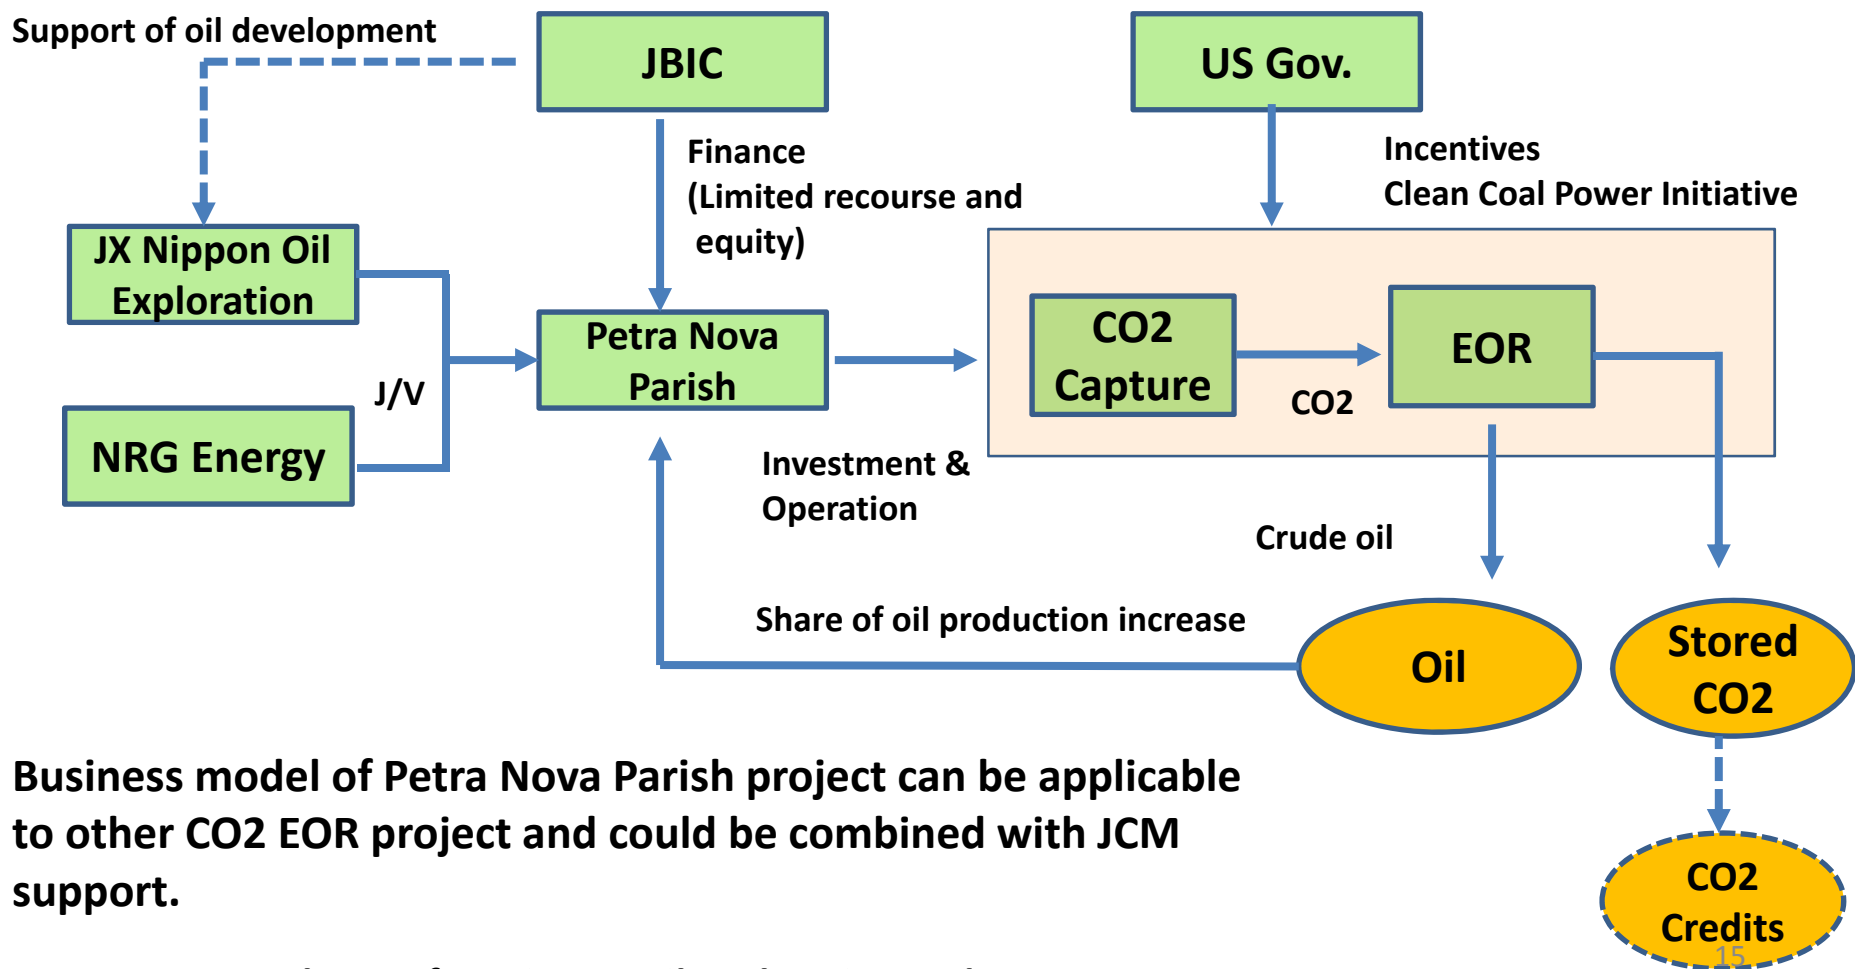 Support of oil development
JBIC
US Gov.
Finance
(Limited recourse and
equity)
Incentives
Clean Coal Power Initiative
JX Nippon Oil
Exploration
J/V
NRG Energy
Petra Nova
Parish
CO2
Capture
CO2
EOR
Investment &
Operation
Crude oil
Share of oil production increase
Oil
Stored
CO2
Business model of Petra Nova Parish project can be applicable
to other CO2 EOR project and could be combined with JCM
support.
CO2
Credits
15